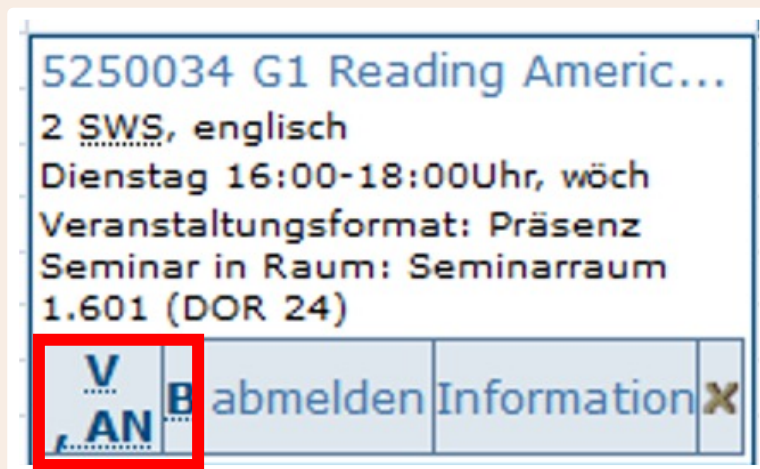 5250034 G1 Reading Americ...
2 SWS, englisch
Dienstag 16:00-18:00Uhr, wöch
Veranstaltungsformat: Präsenz
Seminar in Raum: Seminarraum
1.601 (DOR 24)
V
, AN B abmelden Information X